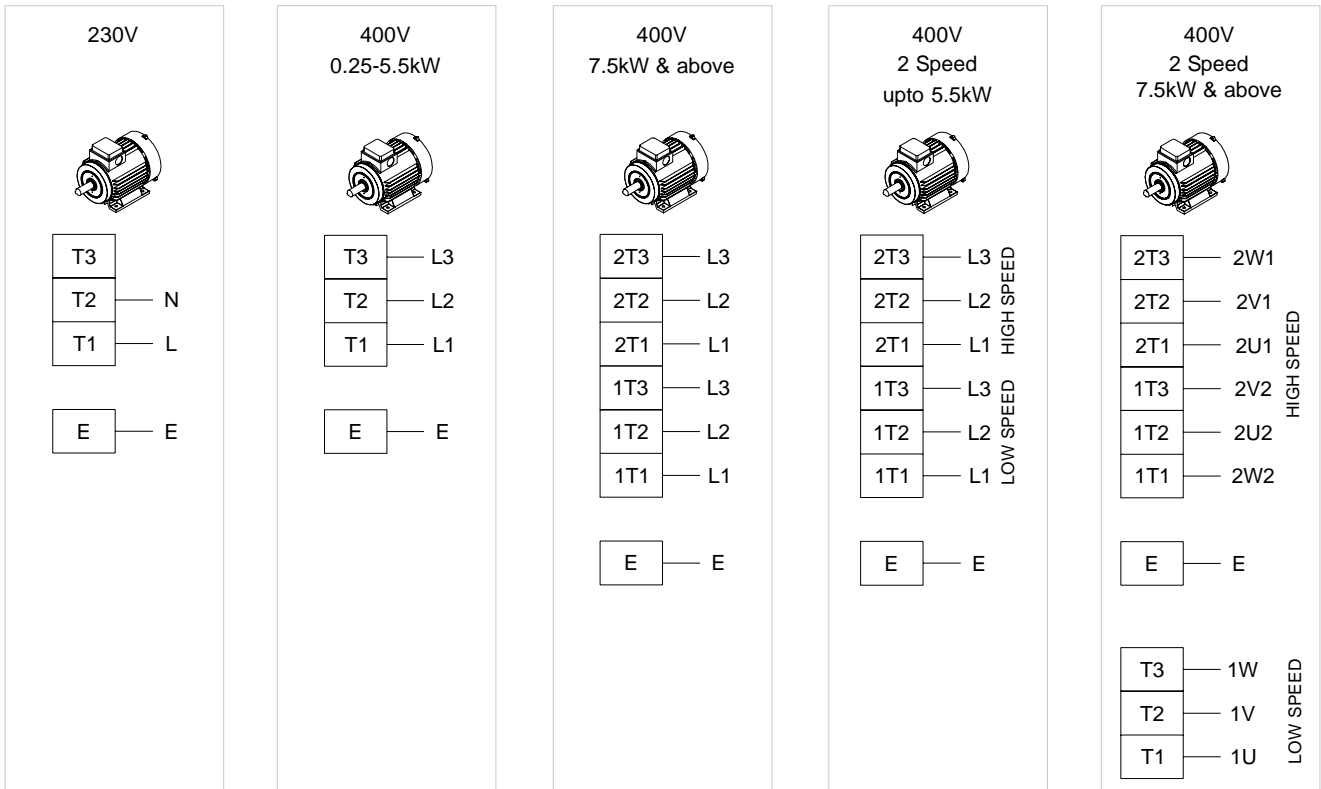 230V
T3
T2 N
T1 L
E E
400V
0.25-5.5kW
T3 L3
T2 L2
T1 L1
E E
400V
7.5kW & above
2T3 L3
2T2 L2
2T1 L1
1T3 L3
1T2 L2
1T1 L1
E E
400V
2 Speed
upto 5.5kW
2T3 L3
2T2 L2
2T1 L1
HIGH SPEED
1T3 L3
1T2 L2
1T1 L1
LOW SPEED
E E
400V
2 Speed
7.5kW & above
2T3 2W1
2T2 2V1
2T1 2U1
1T3 2V2
1T2 2U2
1T1 2W2
HIGH SPEED
E E
T3 1W
T2 1V
T1 1U
LOW SPEED